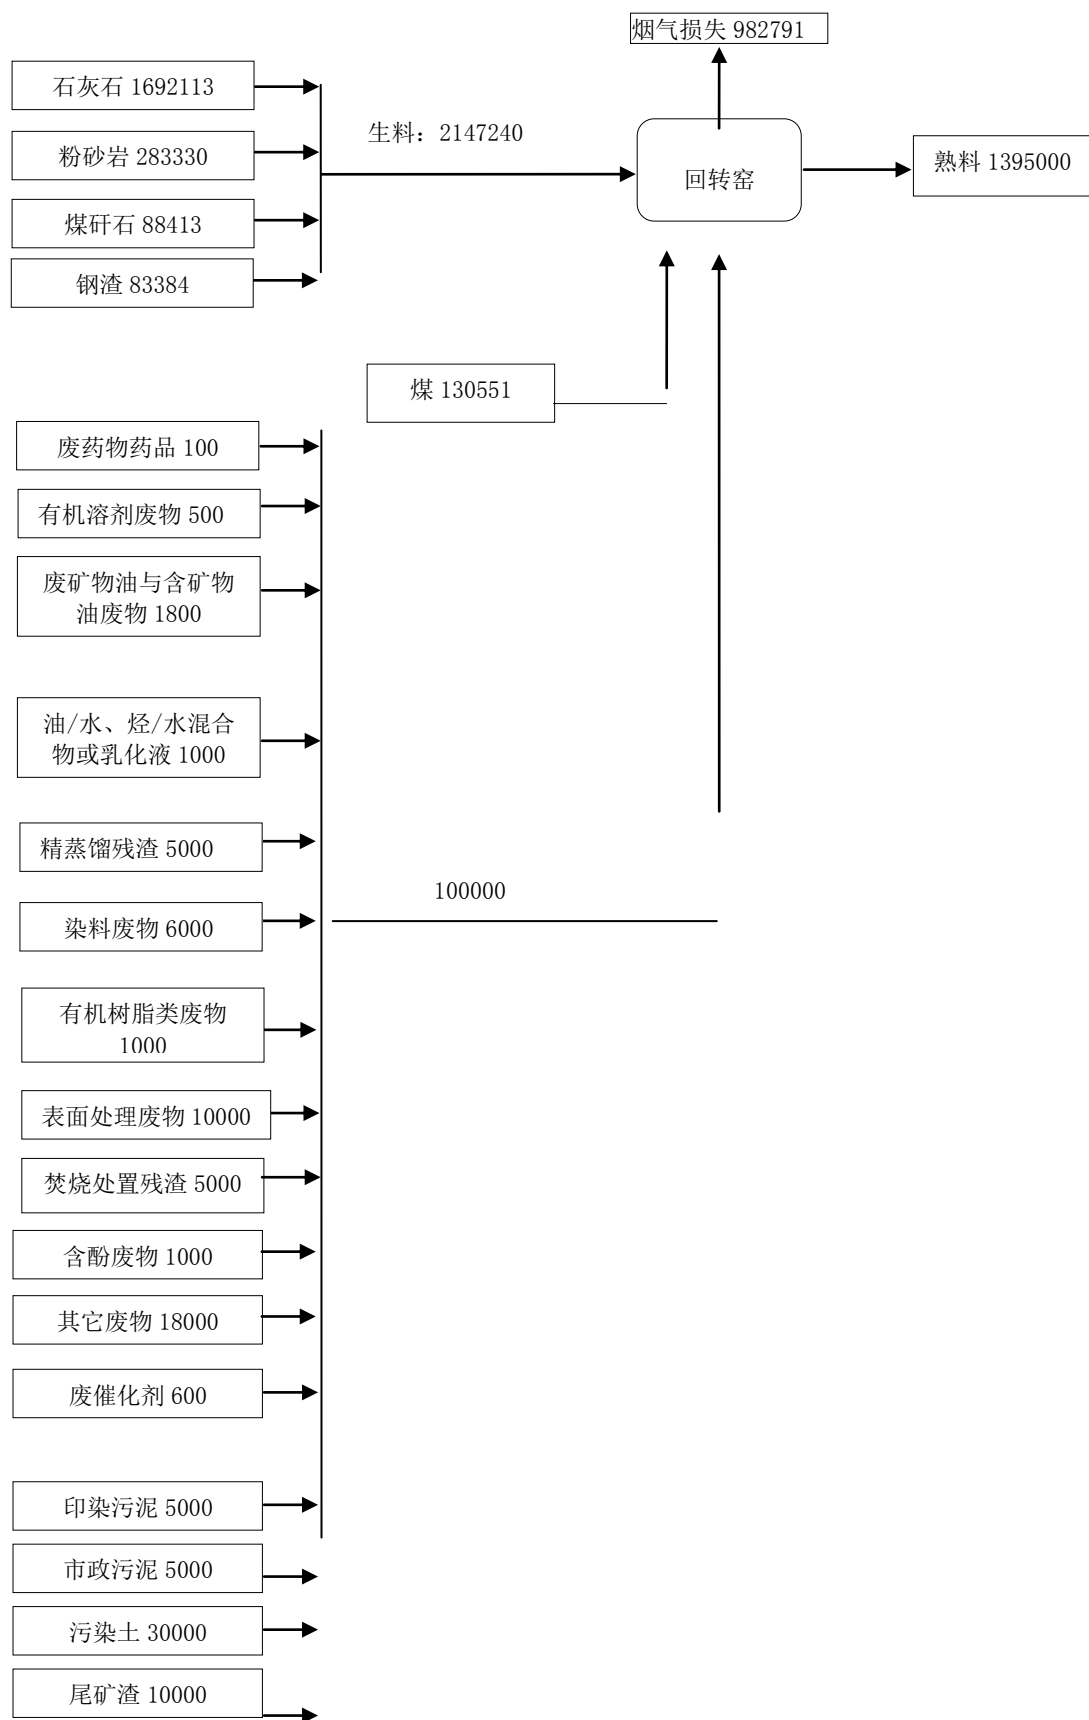 烟气损失 982791
石灰石 1692113
生料：2147240
粉砂岩 283330
回转窑
熟料 1395000
煤矸石 88413
钢渣 83384
煤 130551
废药物药品 100
有机溶剂废物 500
废矿物油与含矿物
油废物 1800
油/水、烃/水混合
物或乳化液 1000
精蒸馏残渣 5000
100000
染料废物 6000
有机树脂类废物
1000
表面处理废物 10000
焚烧处置残渣 5000
含酚废物 1000
其它废物 18000
废催化剂 600
印染污泥 5000
市政污泥 5000
污染土 30000
尾矿渣 10000